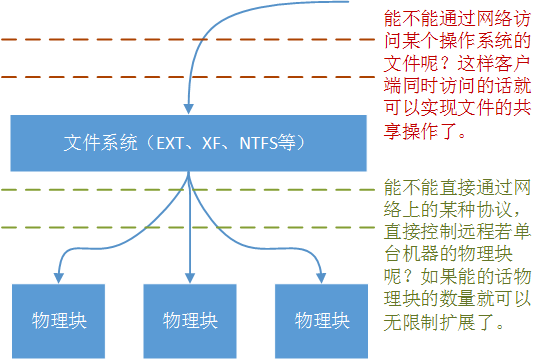 能不能通过网络访
问某个操作系统的
文件呢？这样客户
端同时访问的话就
可以实现文件的共
享操作了。
文件系统（EXT、XF、NTFS等）
能不能直接通过网
络上的某种协议，
直接控制远程若单
台机器的物理块
呢？如果能的话物
理块的数量就可以
无限制扩展了。
物理块
物理块
物理块